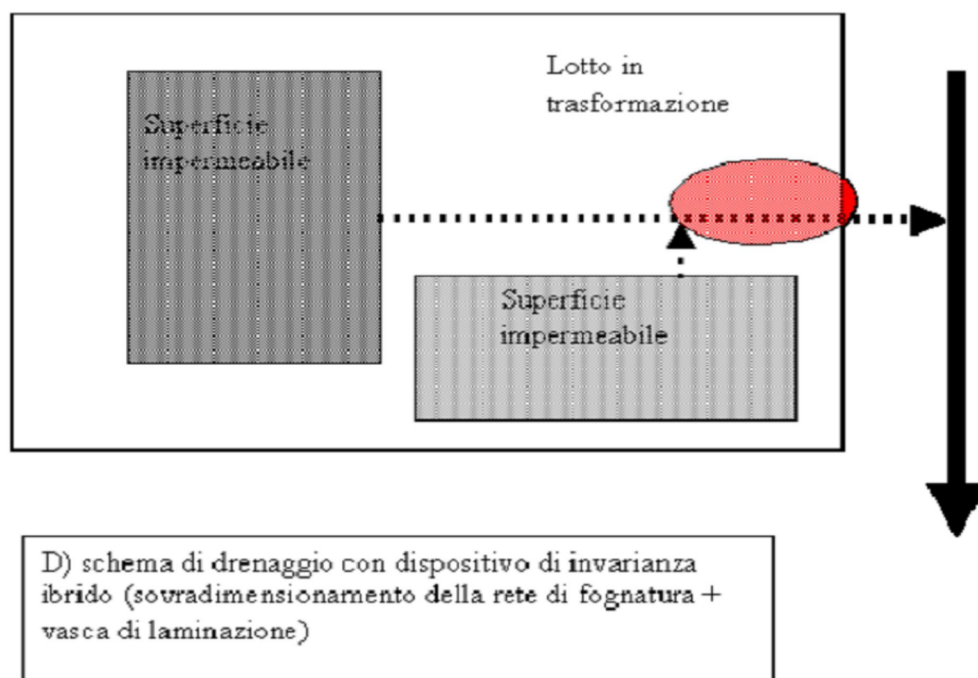 Lotto in
trasformazione
Superficie
impermeabile
Superficie
impermeabile
D) schema di drenaggio con dispositivo di invarianza
ibrido (sovradimensionamento della rete di fognatura +
vasca di laminazione)